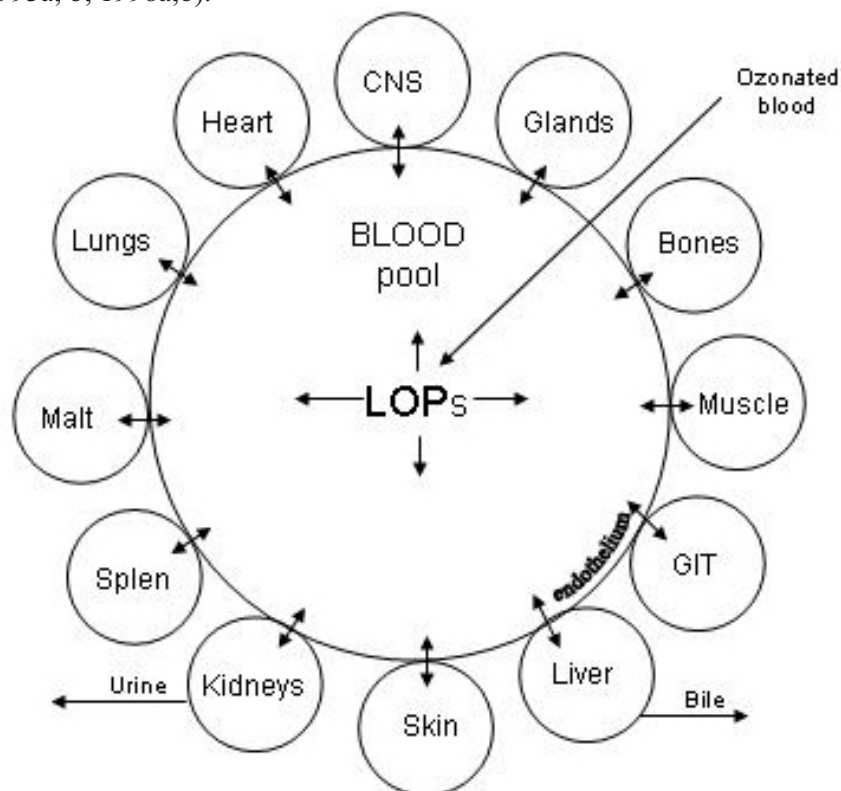 CNS
Ozonated
blood
Heart
Glands
Lungs
BLOOD
pool
Bones
Malt
LOPs
Muscle
Splen
endothelium
GIT
Urine
Kidneys
Skin
Liver
Bile